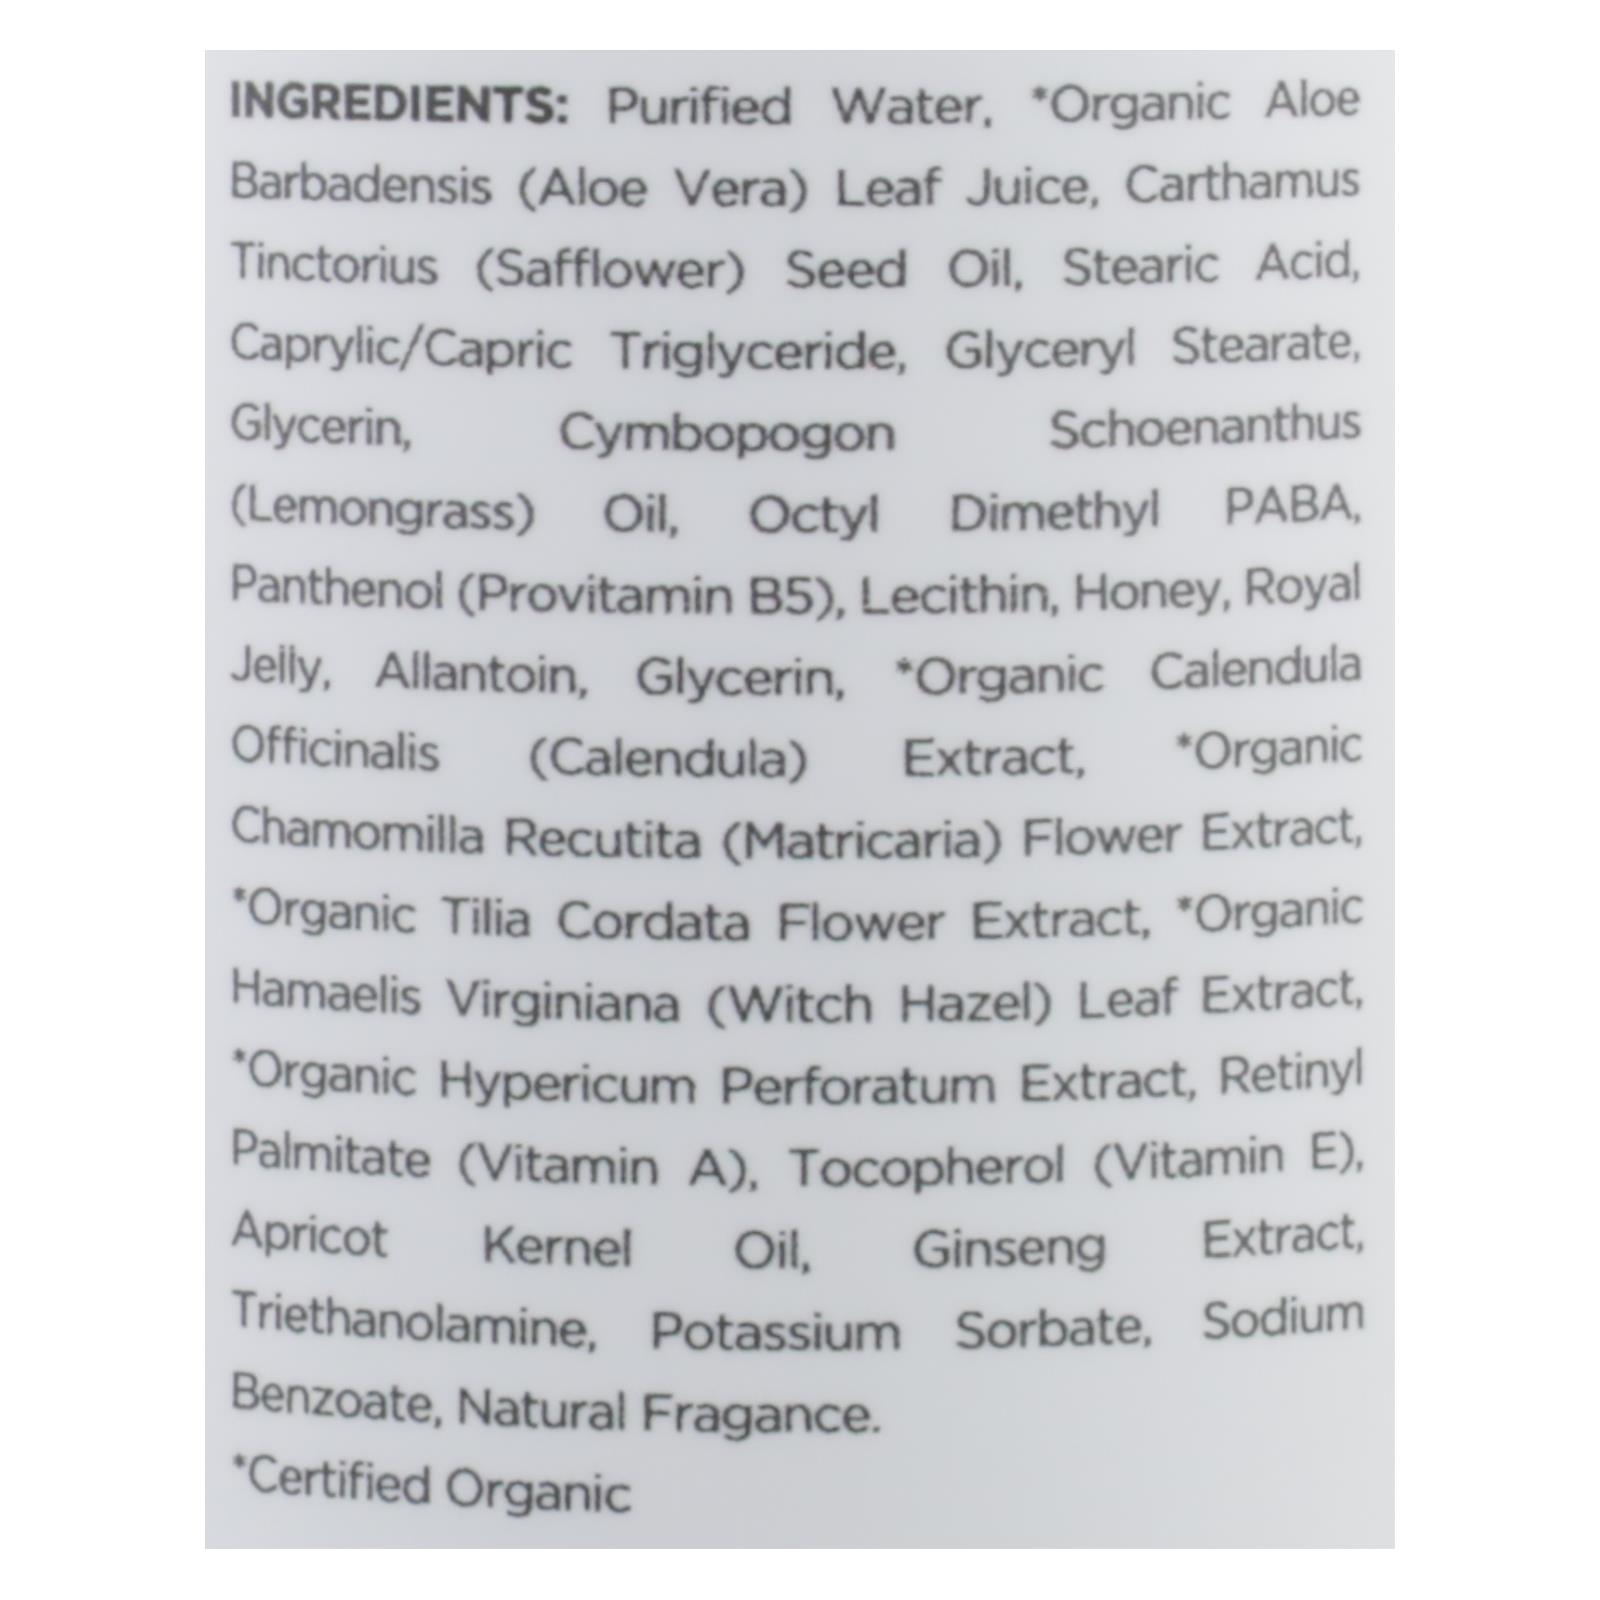 INGREDIENTS: Purified Water, *Organic Aloe
Barbadensis (Aloe Vera) Leaf Juice, Carthamus
Tinctorius (Safflower) Seed Oil, Stearic Acid,
Caprylic/Capric Triglyceride, Glyceryl Stearate,
Glycerin, Cymbopogon Schoenanthus
(Lemongrass) Oil, Octyl Dimethyl PABA,
Panthenol (Provitamin B5), Lecithin, Honey, Royal
Jelly, Allantoin, Glycerin, *Organic Calendula
Officinalis (Calendula) Extract, *Organic
Chamomilla Recutita (Matricaria) Flower Extract,
*Organic Tilia Cordata Flower Extract, *Organic
Hamaelis Virginiana (Witch Hazel) Leaf Extract,
*Organic Hypericum Perforatum Extract, Retinyl
Palmitate (Vitamin A), Tocopherol (Vitamin E),
Apricot Kernel Oil, Ginseng Extract,
Triethanolamine, Potassium Sorbate, Sodium
Benzoate, Natural Fragance.
*Certified Organic